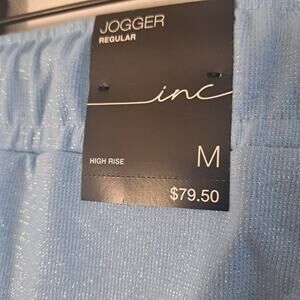 JOGGER
REGULAR
inc
HIGH RISE
M
$79.50